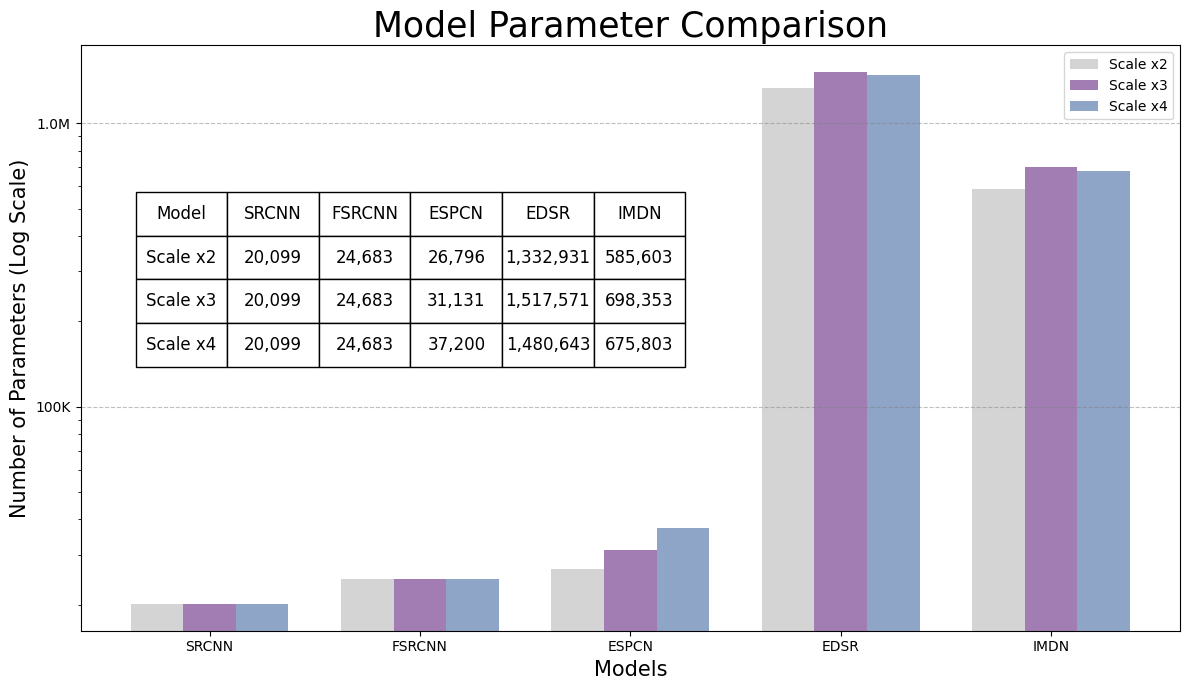 Model Parameter Comparison
Scale x2
Scale x3
Scale x4
1.0M
100K
Number of Parameters (Log Scale)
Model SRCNN FSRCNN ESPCN EDSR IMDN
Scale x2 20,099 24,683 26,796 1,332,931 585,603
Scale x3 20,099 24,683 31,131 1,517,571 698,353
Scale x4 20,099 24,683 37,200 1,480,643 675,803
SRCNN FSRCNN ESPCN EDSR IMDN
Models